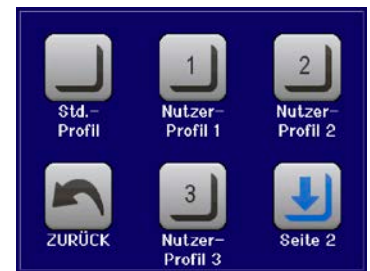 1
2
Std.-
Profil
Nutzer-
Profil 1
Nutzer-
Profil 2
3
ZURÜCK
Nutzer-
Profil 3
Seite 2